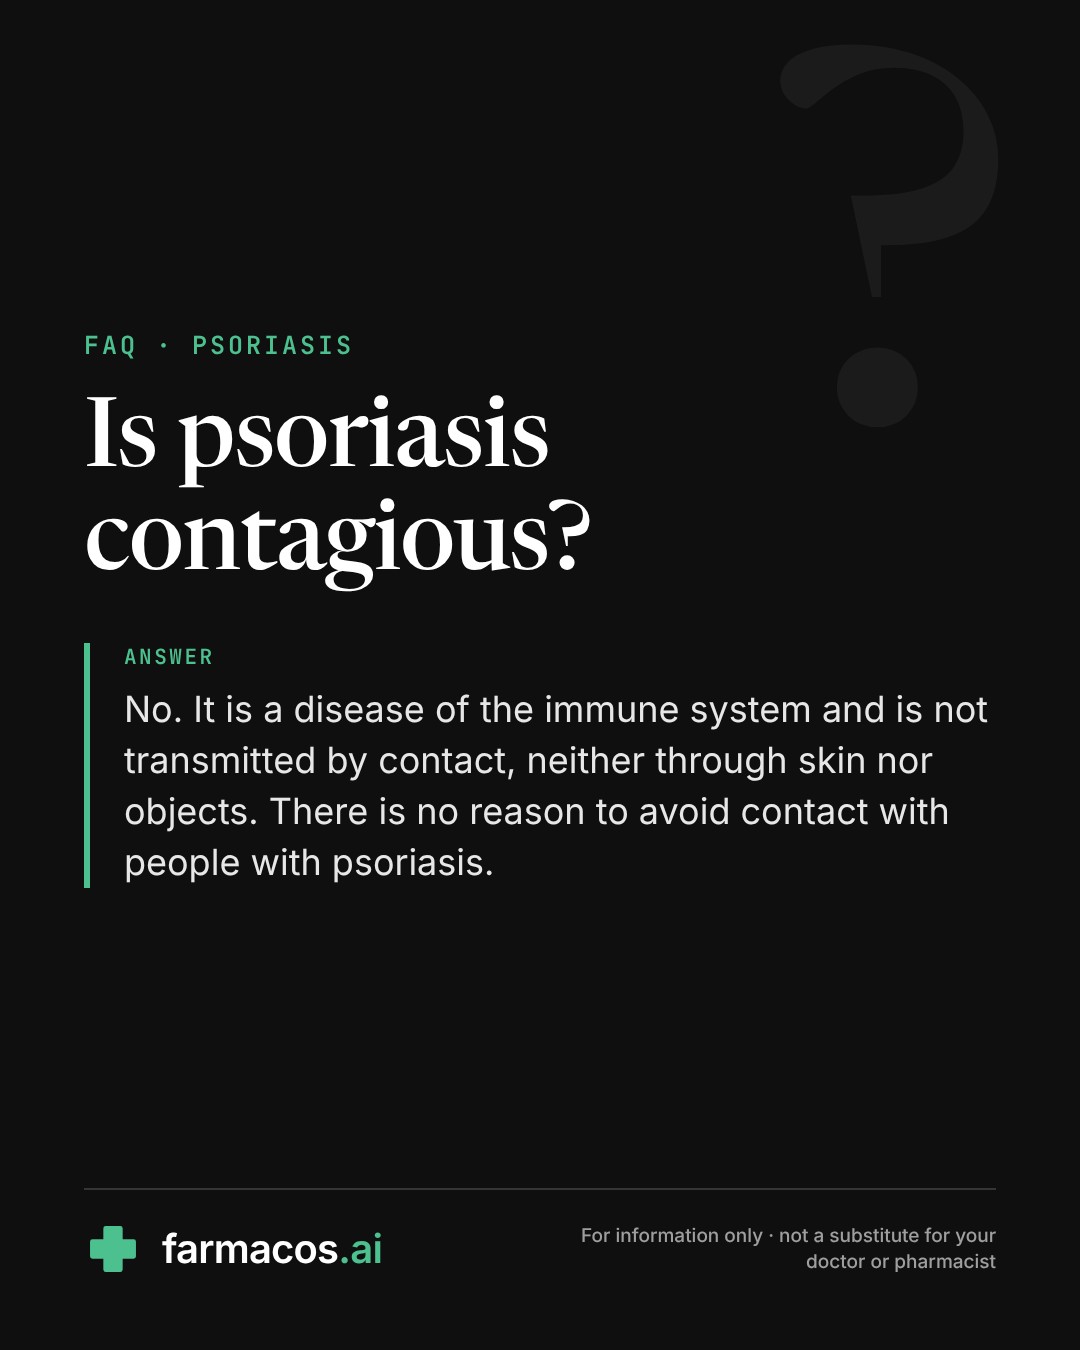 ?
FAQ · PSORIASIS
Is psoriasis
contagious?
ANSWER
No. It is a disease of the immune system and is not
transmitted by contact, neither through skin nor
objects. There is no reason to avoid contact with
people with psoriasis.
farmacos.ai
For information only · not a substitute for your
doctor or pharmacist